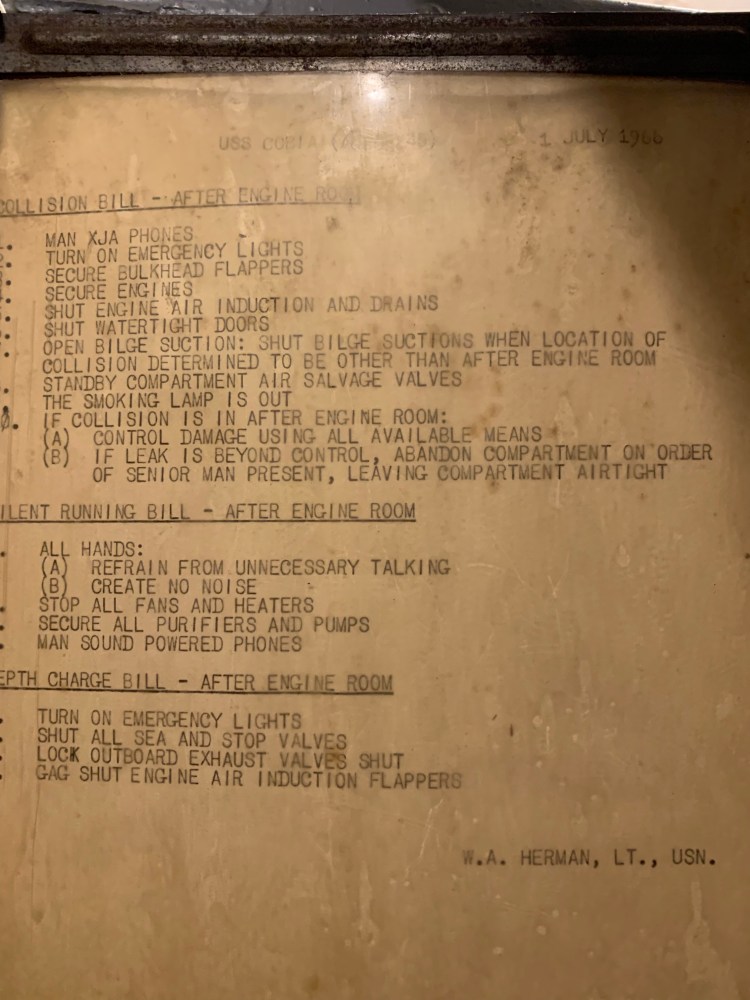 USS COBIA 1 JULY 1966
COLLISION BILL - AFTER ENGINE ROOM
. MAN XJA PHONES
. TURN ON EMERGENCY LIGHTS
. SECURE BULKHEAD FLAPPERS
. SECURE ENGINES
. SHUT ENGINE AIR INDUCTION AND DRAINS
. SHUT WATERTIGHT DOORS
. OPEN BILGE SUCTION: SHUT BILGE SUCTIONS WHEN LOCATION OF
COLLISION DETERMINED TO BE OTHER THAN AFTER ENGINE ROOM
. STANDBY COMPARTMENT AIR SALVAGE VALVES
. THE SMOKING LAMP IS OUT
0. IF COLLISION IS IN AFTER ENGINE ROOM:
(A) CONTROL DAMAGE USING ALL AVAILABLE MEANS
(B) IF LEAK IS BEYOND CONTROL, ABANDON COMPARTMENT ON ORDER
OF SENIOR MAN PRESENT, LEAVING COMPARTMENT AIRTIGHT
ILENT RUNNING BILL - AFTER ENGINE ROOM
. ALL HANDS:
(A) REFRAIN FROM UNNECESSARY TALKING
(B) CREATE NO NOISE
. STOP ALL FANS AND HEATERS
. SECURE ALL PURIFIERS AND PUMPS
. MAN SOUND POWERED PHONES
EPTH CHARGE BILL - AFTER ENGINE ROOM
. TURN ON EMERGENCY LIGHTS
. SHUT ALL SEA AND STOP VALVES
. LOCK OUTBOARD EXHAUST VALVES SHUT
. GAG SHUT ENGINE AIR INDUCTION FLAPPERS
W.A. HERMAN, LT., USN.